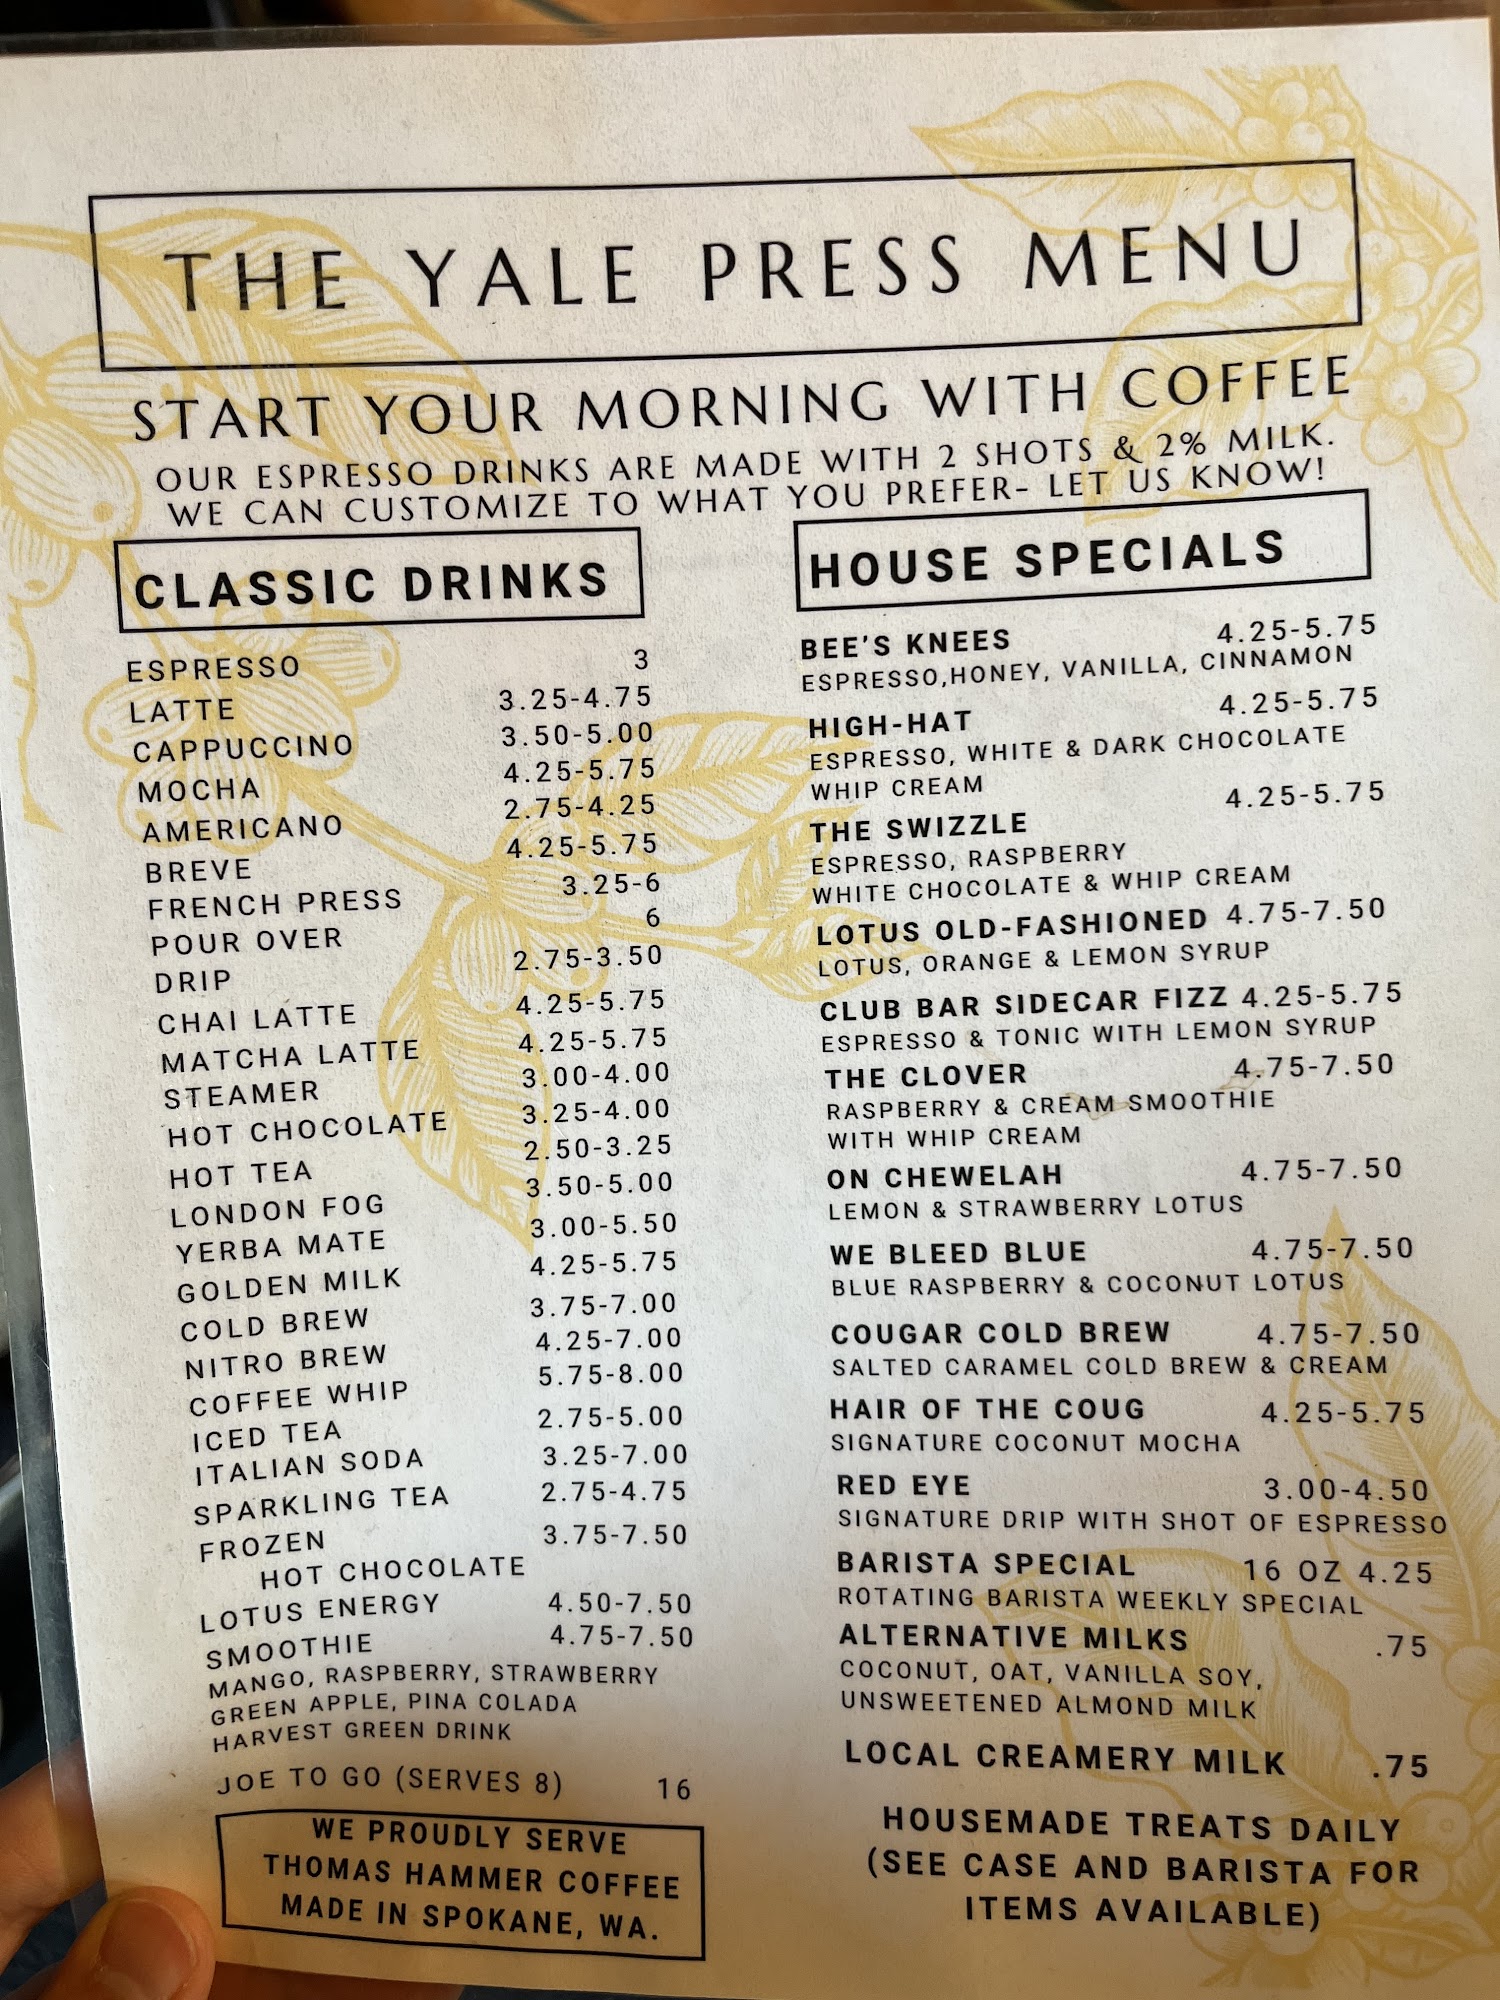 THE YALE PRESS MENU
START YOUR MORNING WITH COFFEE
OUR ESPRESSO DRINKS ARE MADE WITH 2 SHOTS & 2% MILK.
WE CAN CUSTOMIZE TO WHAT YOU PREFER- LET US KNOW!
CLASSIC DRINKS
ESPRESSO 3
LATTE 3.25-4.75
CAPPUCCINO 3.50-5.00
MOCHA 4.25-5.75
AMERICANO 2.75-4.25
BREVE 4.25-5.75
FRENCH PRESS 3.25-6
POUR OVER 6
DRIP 2.75-3.50
CHAI LATTE 4.25-5.75
MATCHA LATTE 4.25-5.75
STEAMER 3.00-4.00
HOT CHOCOLATE 3.25-4.00
HOT TEA 2.50-3.25
LONDON FOG 3.50-5.00
YERBA MATE 3.00-5.50
GOLDEN MILK 4.25-5.75
COLD BREW 3.75-7.00
NITRO BREW 4.25-7.00
COFFEE WHIP 5.75-8.00
ICED TEA 2.75-5.00
ITALIAN SODA 3.25-7.00
SPARKLING TEA 2.75-4.75
FROZEN 3.75-7.50
HOT CHOCOLATE
LOTUS ENERGY 4.50-7.50
SMOOTHIE 4.75-7.50
MANGO, RASPBERRY, STRAWBERRY
GREEN APPLE, PINA COLADA
HARVEST GREEN DRINK
JOE TO GO (SERVES 8) 16
WE PROUDLY SERVE
THOMAS HAMMER COFFEE
MADE IN SPOKANE, WA.
HOUSE SPECIALS
BEE'S KNEES 4.25-5.75
ESPRESSO,HONEY, VANILLA, CINNAMON
HIGH-HAT 4.25-5.75
ESPRESSO, WHITE & DARK CHOCOLATE
WHIP CREAM
THE SWIZZLE 4.25-5.75
ESPRESSO, RASPBERRY
WHITE CHOCOLATE & WHIP CREAM
LOTUS OLD-FASHIONED 4.75-7.50
LOTUS, ORANGE & LEMON SYRUP
CLUB BAR SIDECAR FIZZ 4.25-5.75
ESPRESSO & TONIC WITH LEMON SYRUP
THE CLOVER 4.75-7.50
RASPBERRY & CREAM SMOOTHIE
WITH WHIP CREAM
ON CHEWELAH 4.75-7.50
LEMON & STRAWBERRY LOTUS
WE BLEED BLUE 4.75-7.50
BLUE RASPBERRY & COCONUT LOTUS
COUGAR COLD BREW 4.75-7.50
SALTED CARAMEL COLD BREW & CREAM
HAIR OF THE COUG 4.25-5.75
SIGNATURE COCONUT MOCHA
RED EYE 3.00-4.50
SIGNATURE DRIP WITH SHOT OF ESPRESSO
BARISTA SPECIAL 16 OZ 4.25
ROTATING BARISTA WEEKLY SPECIAL
ALTERNATIVE MILKS .75
COCONUT, OAT, VANILLA SOY,
UNSWEETENED ALMOND MILK
LOCAL CREAMERY MILK .75
HOUSEMADE TREATS DAILY
(SEE CASE AND BARISTA FOR
ITEMS AVAILABLE)